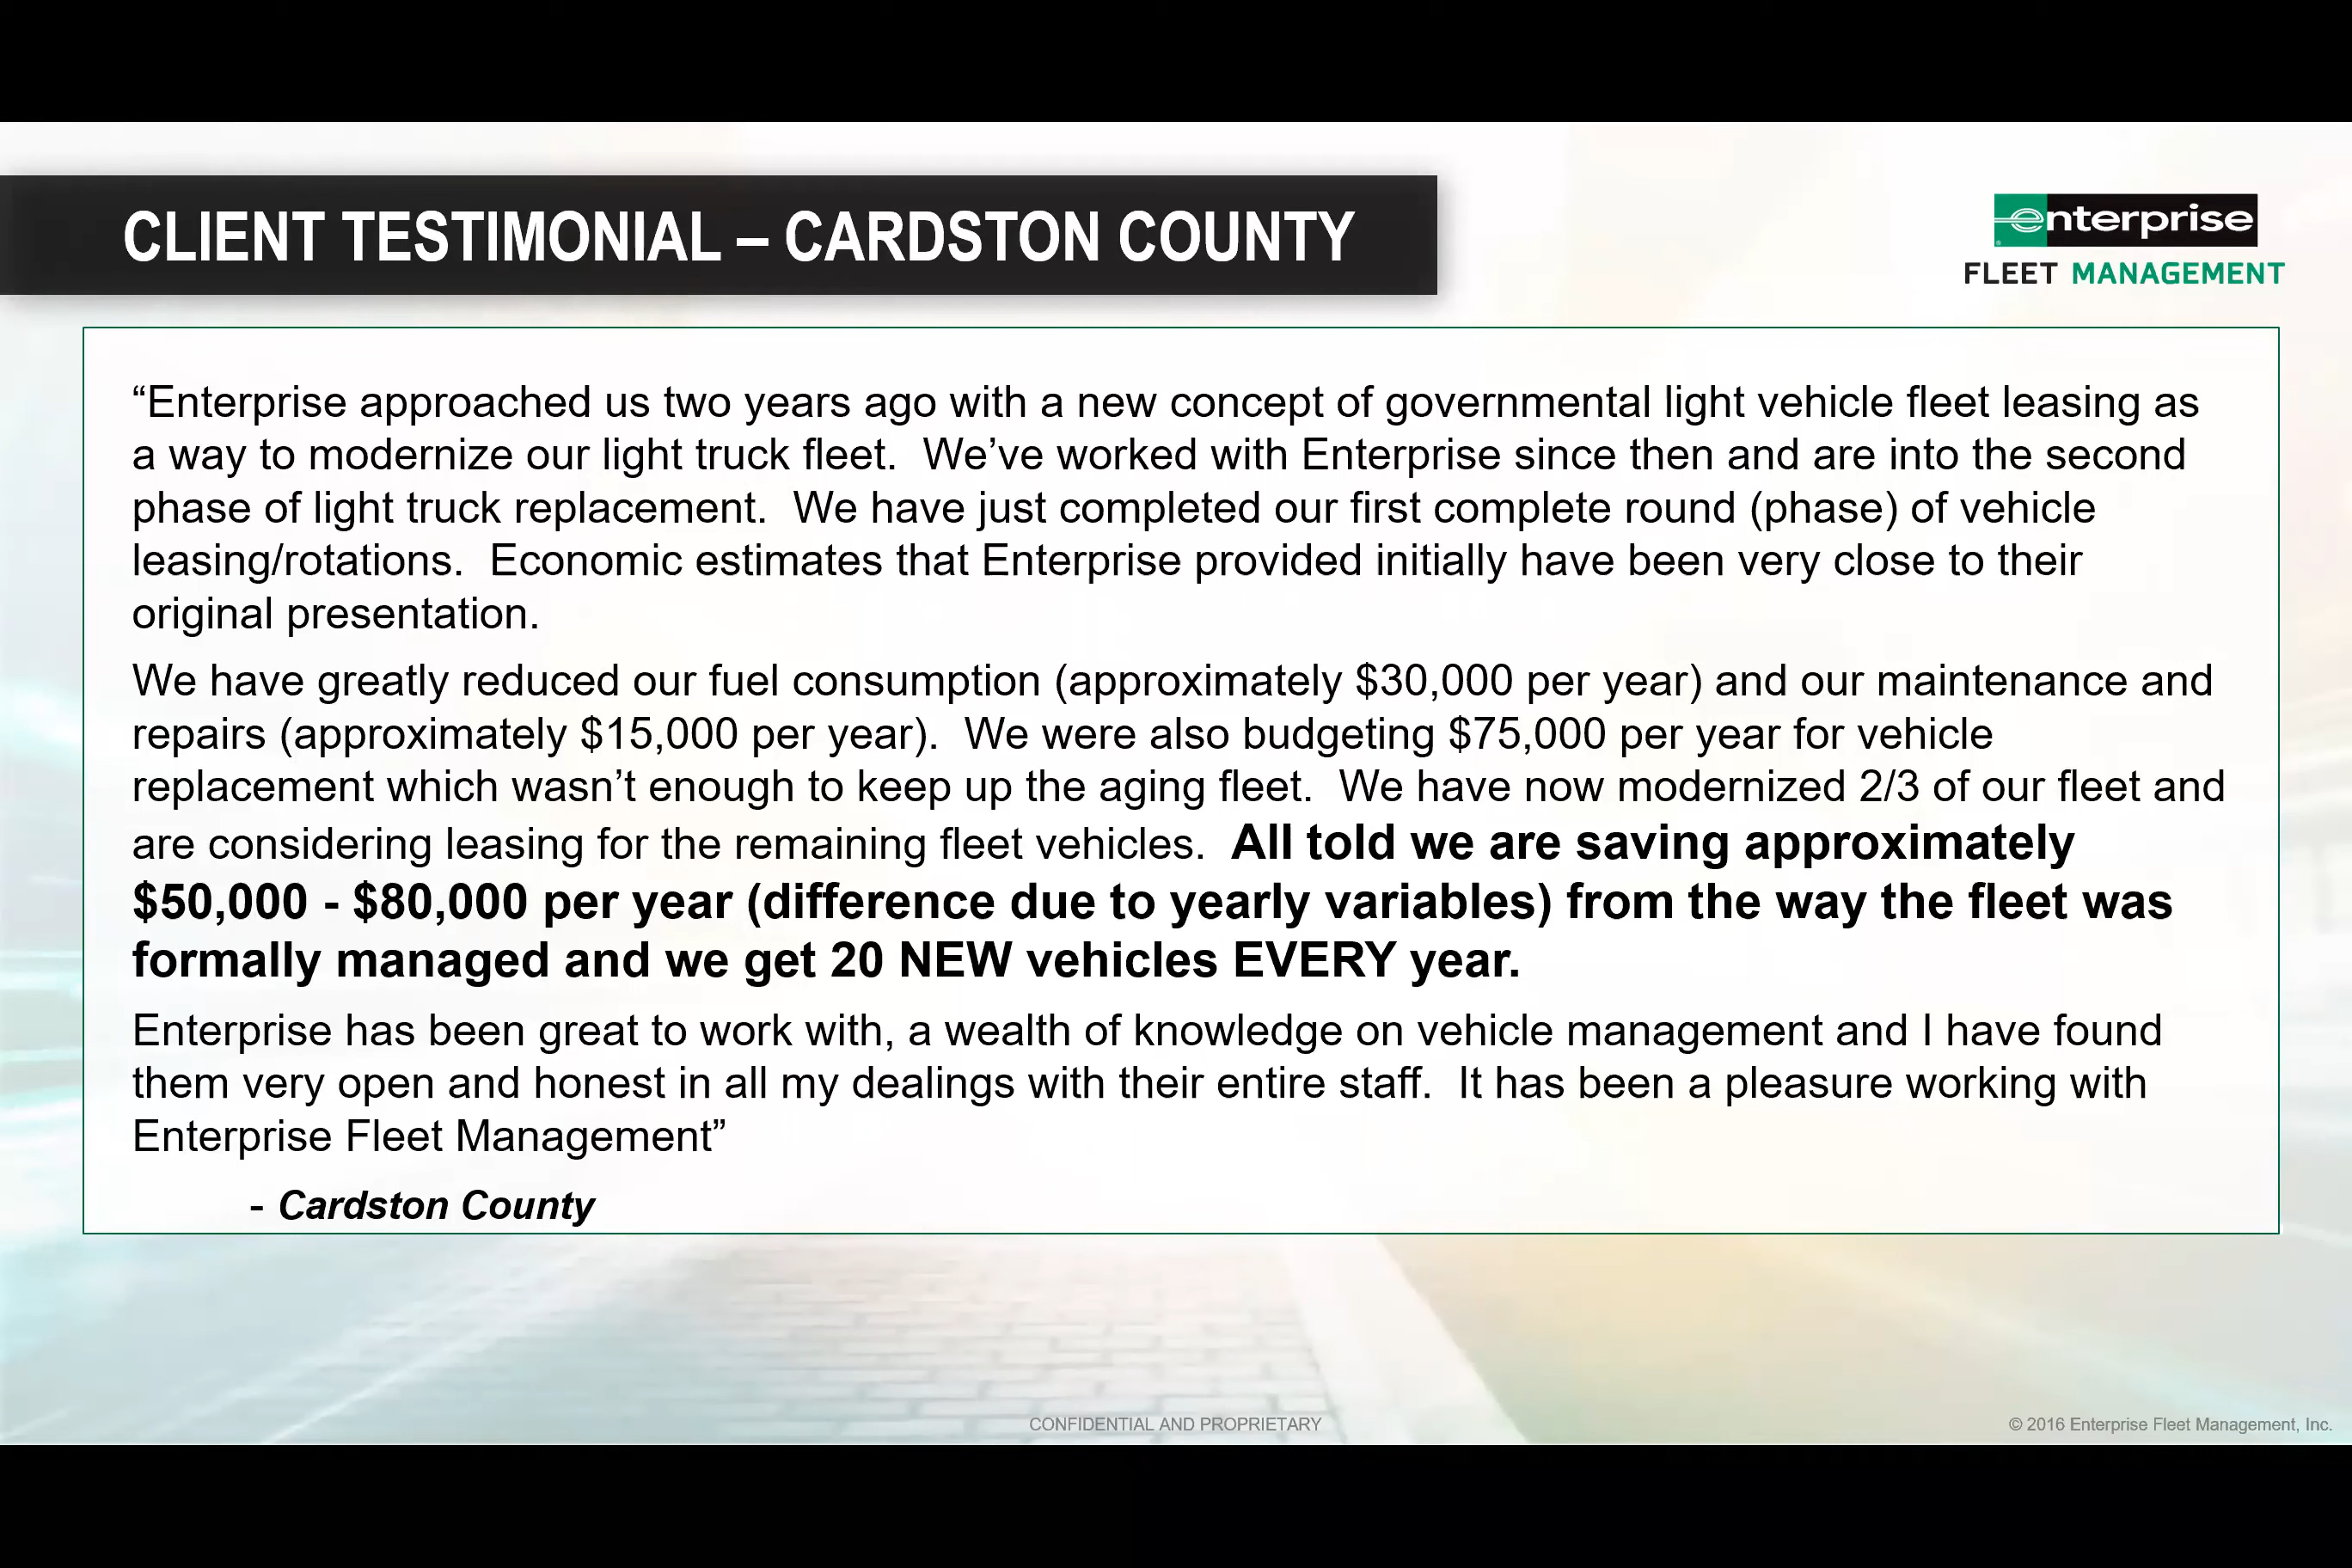 CLIENT TESTIMONIAL – CARDSTON COUNTY
enterprise
FLEET MANAGEMENT
“Enterprise approached us two years ago with a new concept of governmental light vehicle fleet leasing as
a way to modernize our light truck fleet.  We’ve worked with Enterprise since then and are into the second
phase of light truck replacement.  We have just completed our first complete round (phase) of vehicle
leasing/rotations.  Economic estimates that Enterprise provided initially have been very close to their
original presentation.
We have greatly reduced our fuel consumption (approximately $30,000 per year) and our maintenance and
repairs (approximately $15,000 per year).  We were also budgeting $75,000 per year for vehicle
replacement which wasn’t enough to keep up the aging fleet.  We have now modernized 2/3 of our fleet and
are considering leasing for the remaining fleet vehicles.  All told we are saving approximately
$50,000 - $80,000 per year (difference due to yearly variables) from the way the fleet was
formally managed and we get 20 NEW vehicles EVERY year.
Enterprise has been great to work with, a wealth of knowledge on vehicle management and I have found
them very open and honest in all my dealings with their entire staff.  It has been a pleasure working with
Enterprise Fleet Management”
- Cardston County
CONFIDENTIAL AND PROPRIETARY
© 2016 Enterprise Fleet Management, Inc.